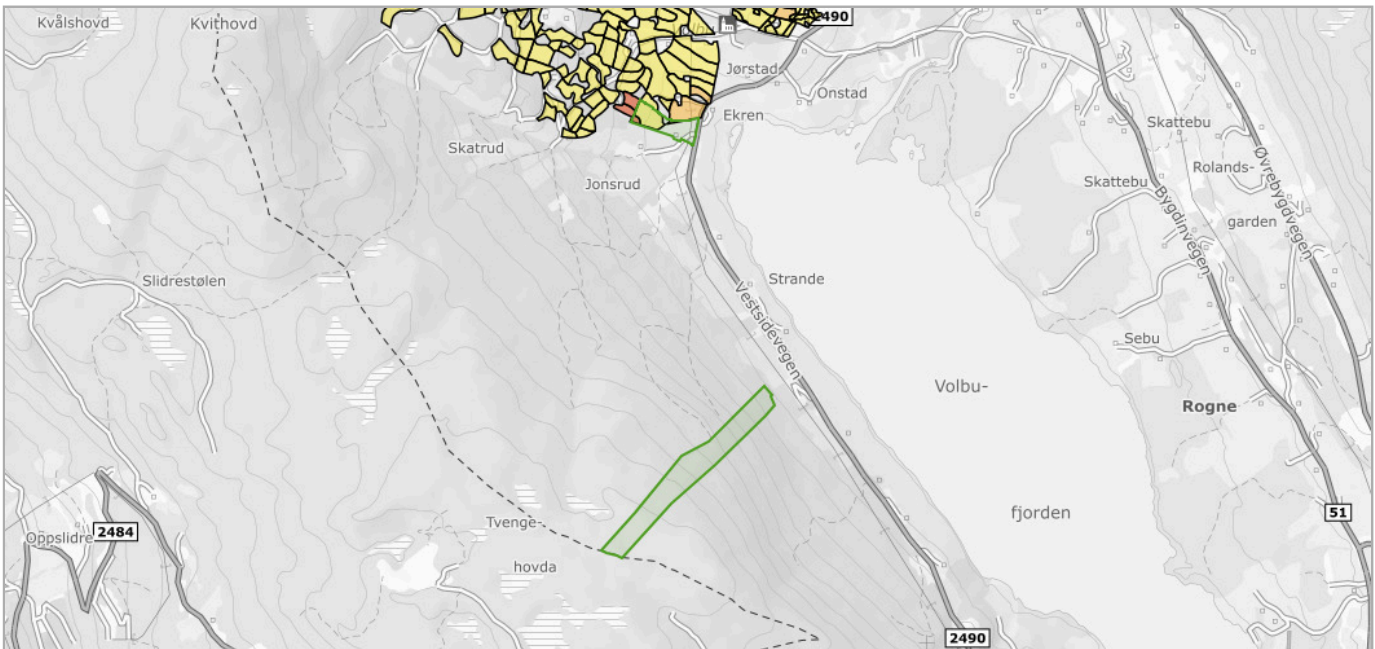 Kvålshovd
Kvithovd
2490
Jørstad
Onstad
Ekren
Skattebu
Skatrud
Rolands-
garden
Skattebu
Jonsrud
Øvrebygdvegen
Bygdinvegen
Slidrestølen
Strande
Vestsidevegen
Sebu
Volbu-
fjorden
Rogne
51
Tvenge-
hovda
Oppslidre
2484
2490